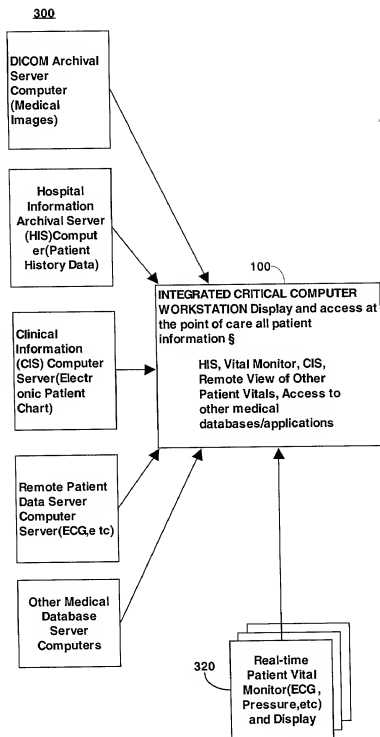 300
DICOM Archival
Server
Computer
(Medical
Images)
Hospital
Information
Archival Server
(HIS)Comput
er(Patient
History Data)
100
INTEGRATED CRITICAL COMPUTER
WORKSTATION Display and access at
the point of care all patient
information §
HIS, Vital Monitor, CIS,
Remote View of Other
Patient Vitals, Access to
other medical
databases/applications
Clinical
Information
(CIS) Computer
Server(Electr
onic Patient
Chart)
Remote Patient
Data Server
Computer
Server(ECG,e tc)
Other Medical
Database
Server
Computers
320
Real-time
Patient Vital
Monitor(ECG,
Pressure,etc)
and Display